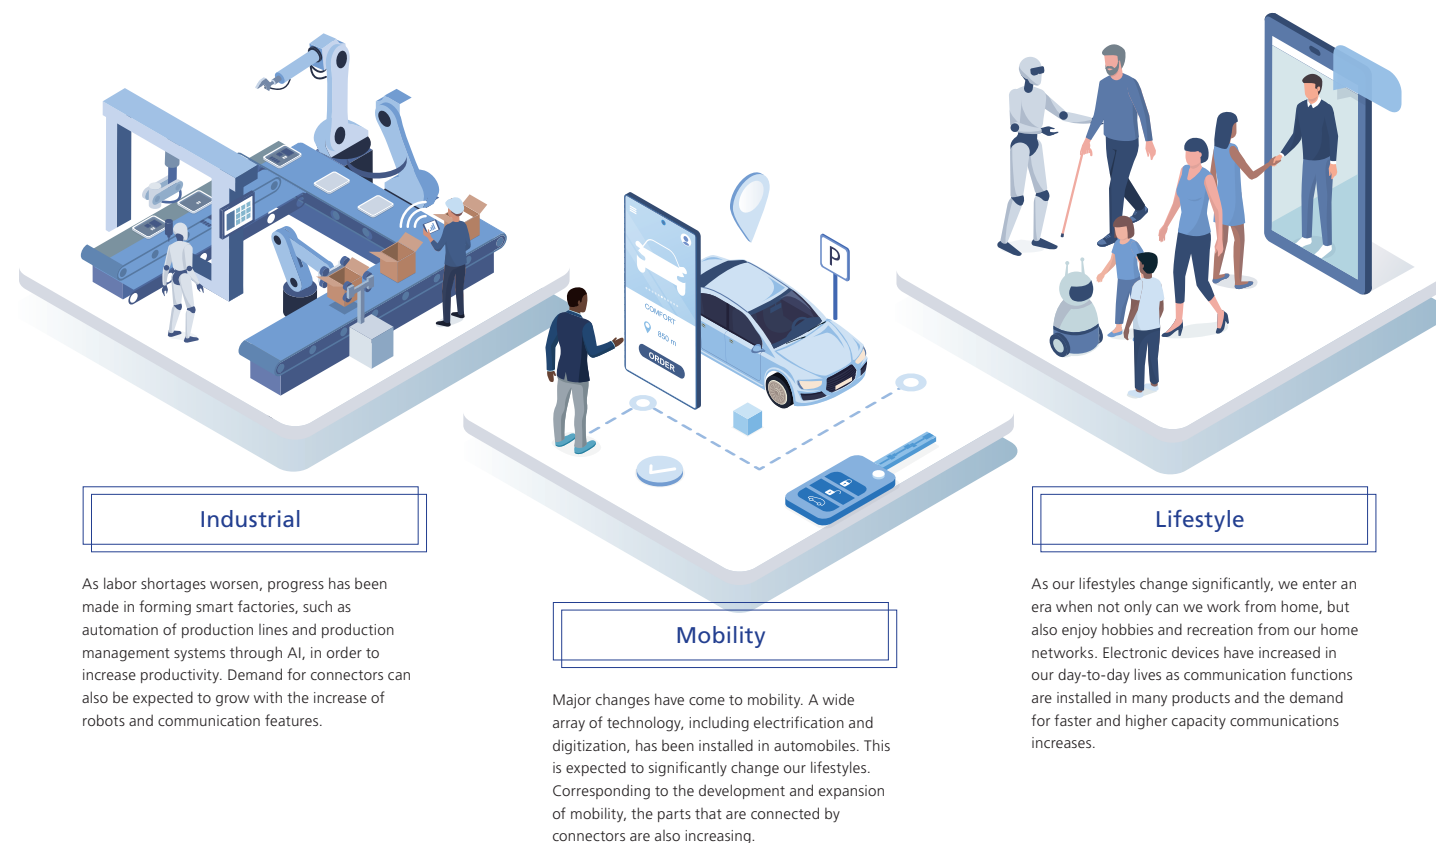 COMFORT
850 m
ORDER
P
Industrial
As labor shortages worsen, progress has been
made in forming smart factories, such as
automation of production lines and production
management systems through AI, in order to
increase productivity. Demand for connectors can
also be expected to grow with the increase of
robots and communication features.
Mobility
Major changes have come to mobility. A wide
array of technology, including electrification and
digitization, has been installed in automobiles. This
is expected to significantly change our lifestyles.
Corresponding to the development and expansion
of mobility, the parts that are connected by
connectors are also increasing.
Lifestyle
As our lifestyles change significantly, we enter an
era when not only can we work from home, but
also enjoy hobbies and recreation from our home
networks. Electronic devices have increased in
our day-to-day lives as communication functions
are installed in many products and the demand
for faster and higher capacity communications
increases.